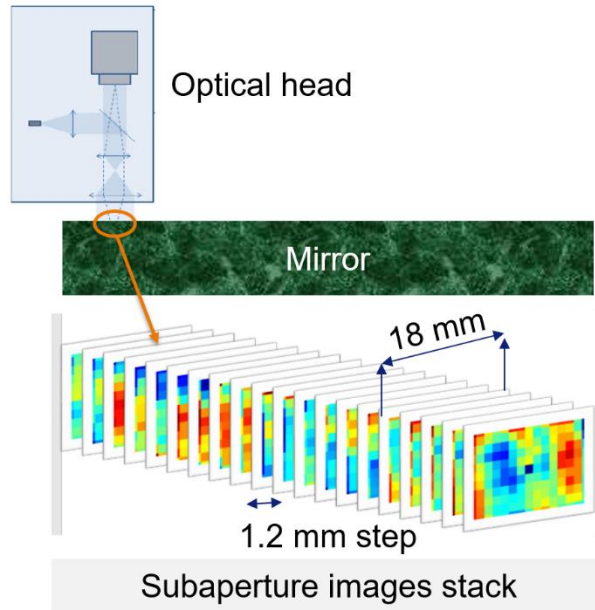 Optical head
Mirror
18 mm
1.2 mm step
Subaperture images stack